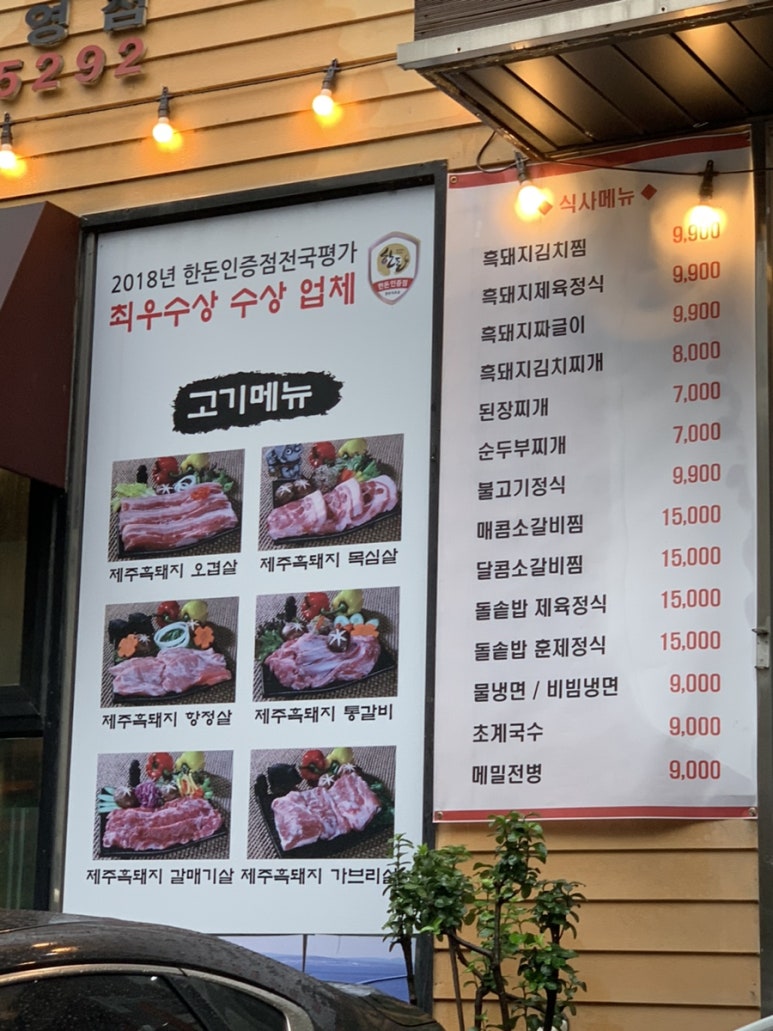 영점
5292
2018년 한돈인증점전국평가
최우수상 수상 업체
한돈
한돈인증점
고기메뉴
제주흑돼지 오겹살
제주흑돼지 목심살
제주흑돼지 항정살
제주흑돼지 통갈비
제주흑돼지 갈매기살
제주흑돼지 가브리살
식사메뉴
흑돼지김치찜 9,900
흑돼지제육정식 9,900
흑돼지짜글이 9,900
흑돼지김치찌개 8,000
된장찌개 7,000
순두부찌개 7,000
불고기정식 9,900
매콤소갈비찜 15,000
달콤소갈비찜 15,000
돌솥밥 제육정식 15,000
돌솥밥 훈제정식 15,000
물냉면 / 비빔냉면 9,000
초계국수 9,000
메밀전병 9,000